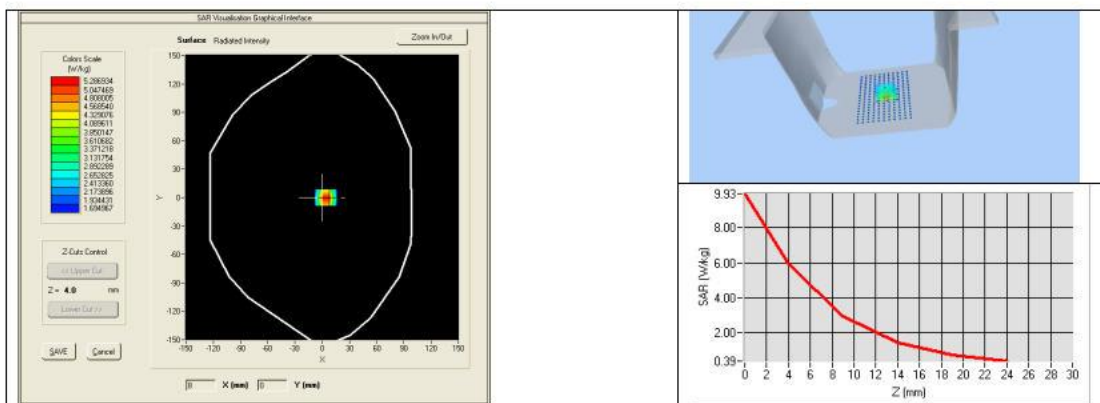 SAR Visualisation Graphical Interface
Surface Radiated Intensity
Zoom In/Out
Colors Scale
(W/kg)
5.286934
5.047469
4.808005
4.568540
4.329076
4.089611
3.850147
3.610682
3.371218
3.131754
2.892289
2.652825
2.413360
2.173896
1.934431
1.694967
Z-Cuts Control
<< Upper Cut
Z = 4.0 mm
Lower Cut >>
SAVE Cancel
150
120
90
60
30
0
-30
-60
-90
-120
-150
Y
-150 -120 -90 -60 -30 0 30 60 90 120 150
X
0 X (mm) 0 Y (mm)
9.93
8.00
6.00
4.00
2.00
0.39
SAR (W/kg)
0 2 4 6 8 10 12 14 16 18 20 22 24 26 28 30
Z (mm)